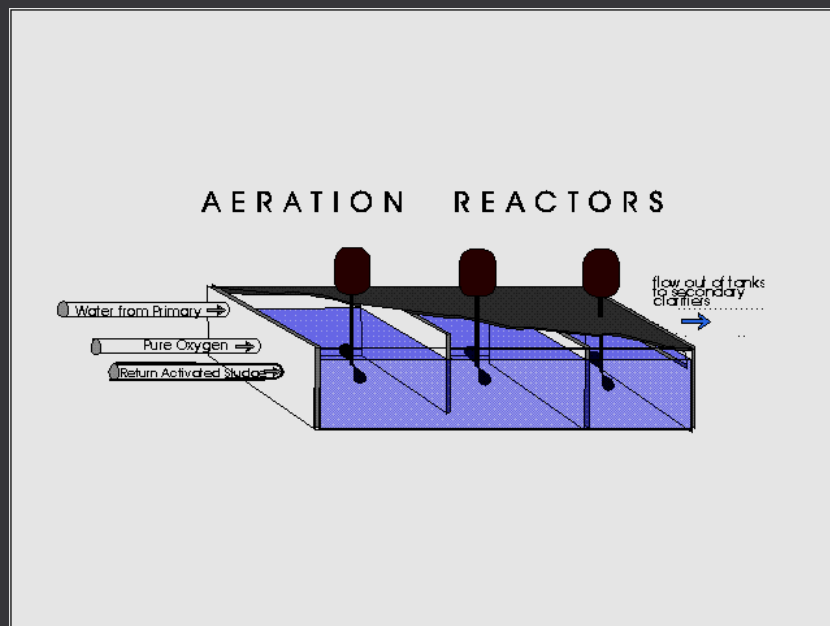 AERATION REACTORS
Water from Primary
Pure Oxygen
Return Activated Sludge
flow out of tanks
to secondary
clarifiers